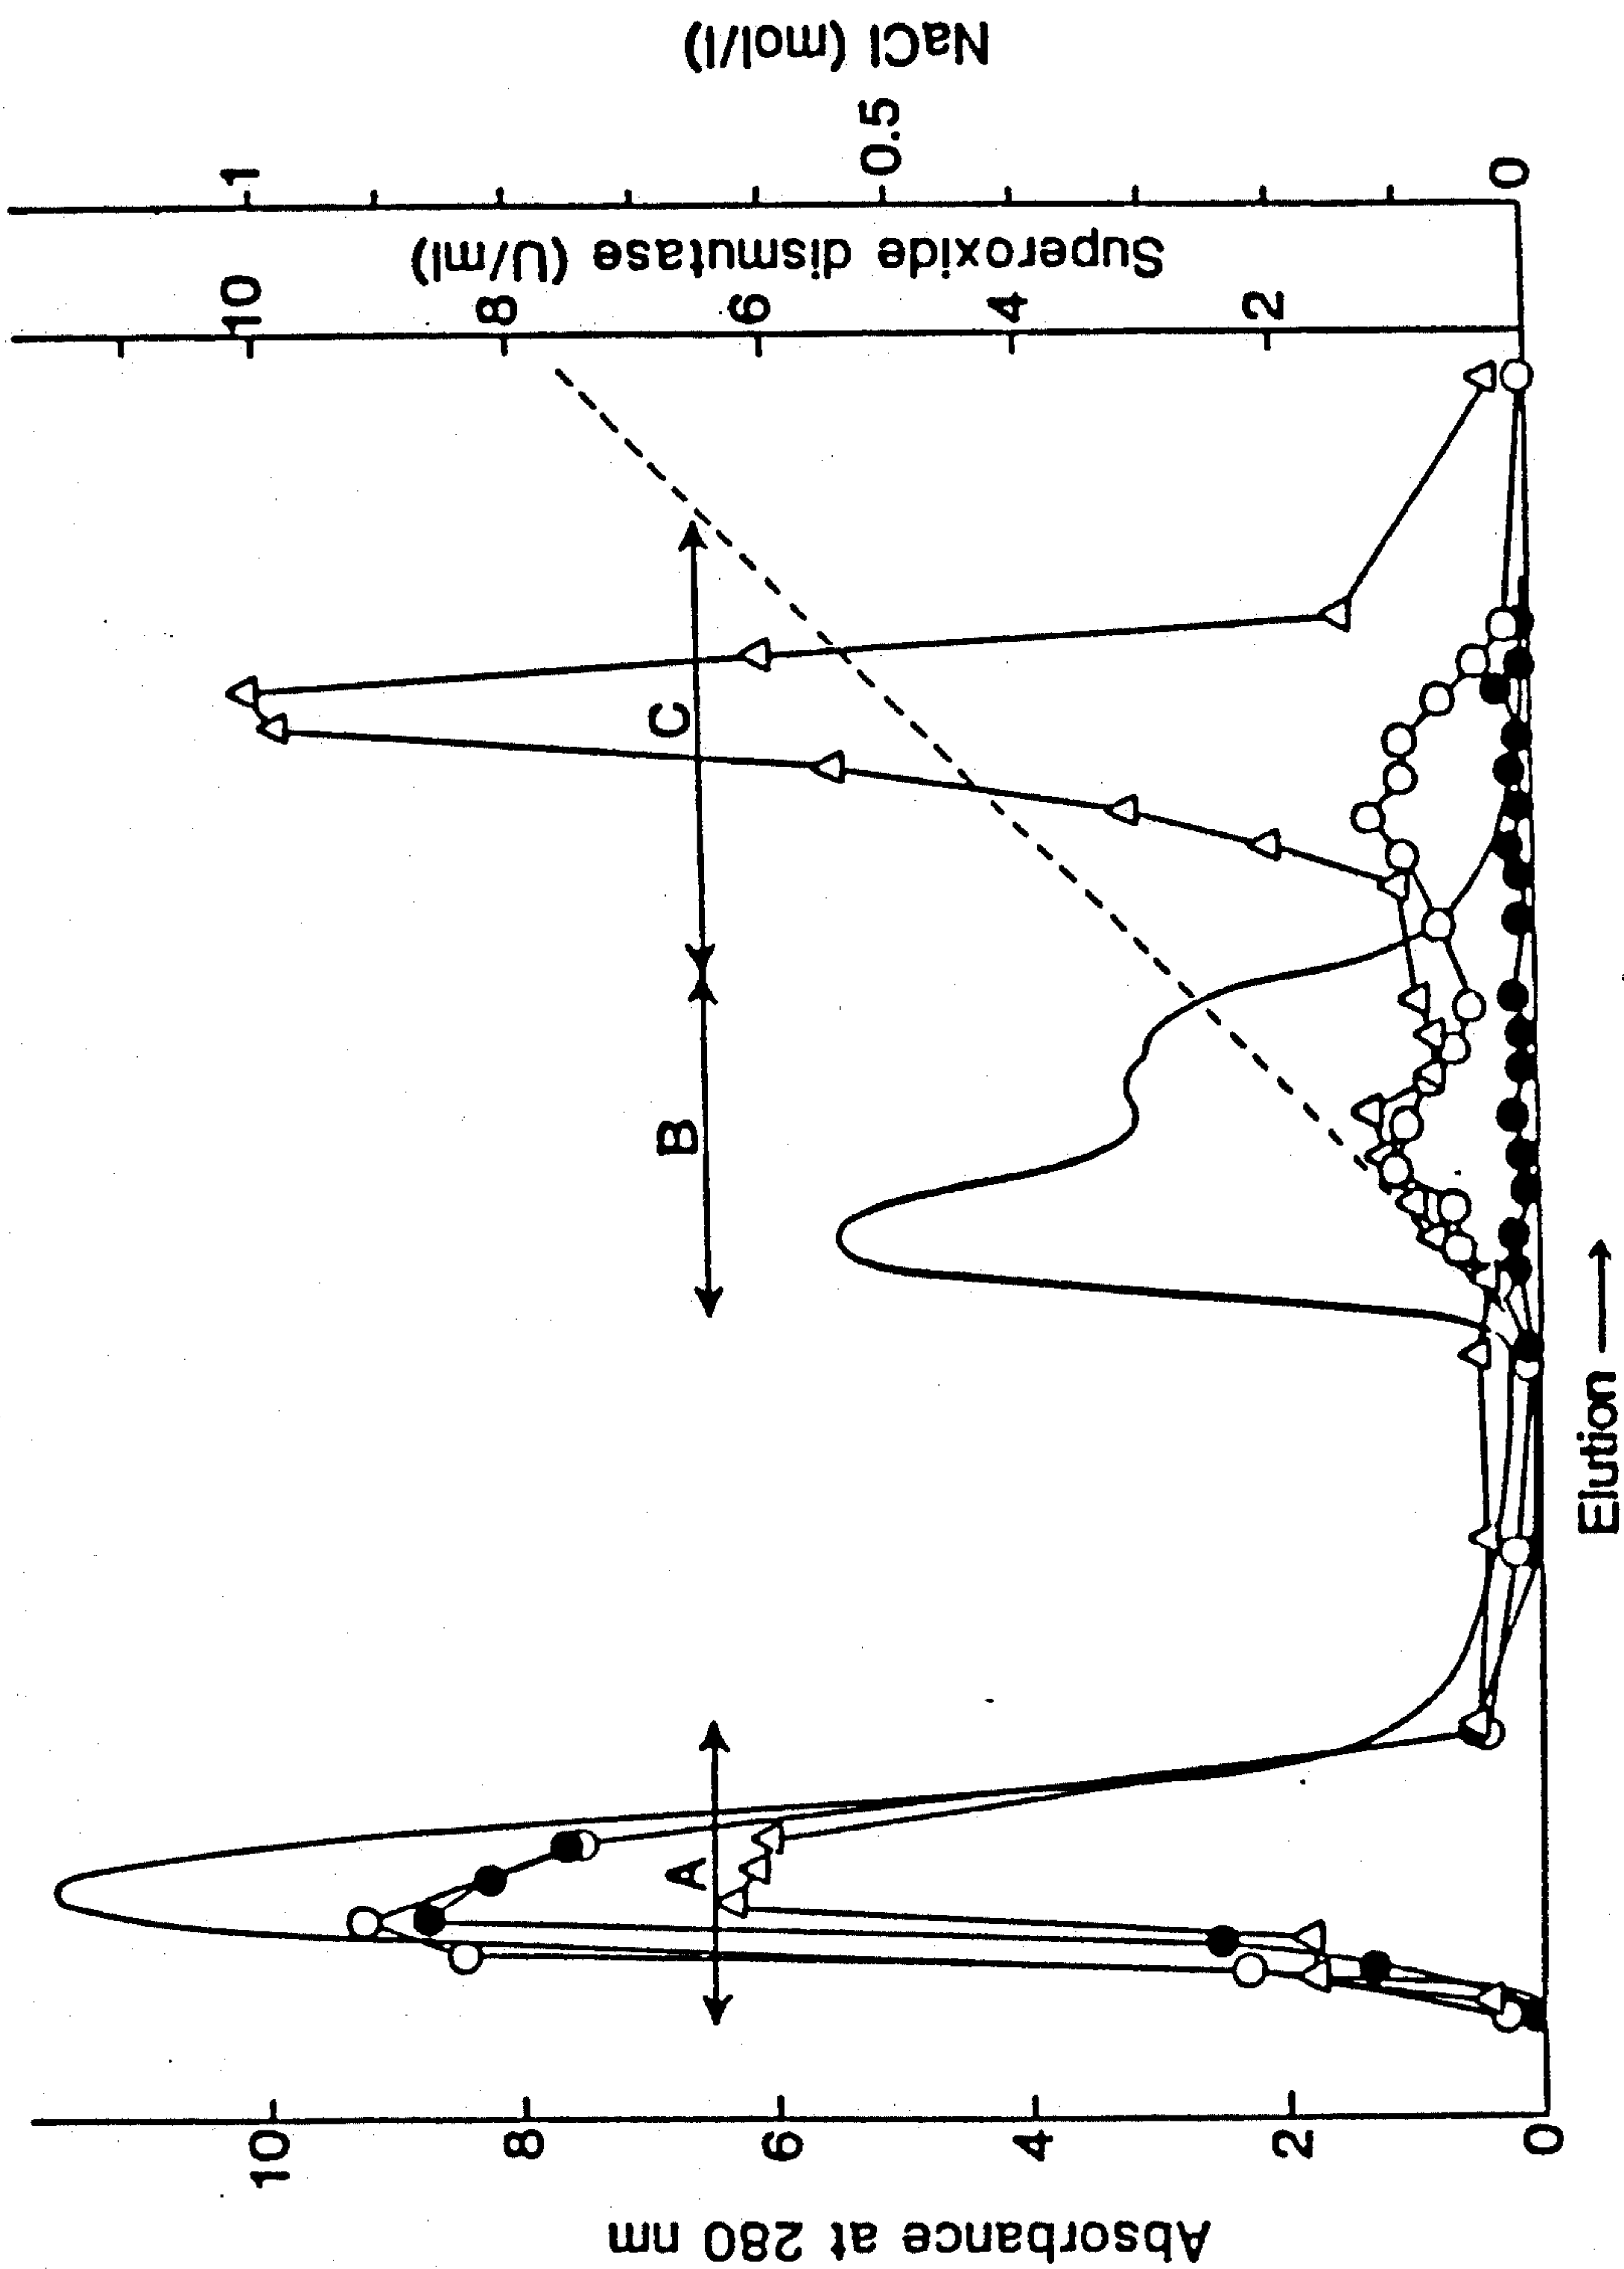 Absorbance at 280 nm
10
8
6
4
2
0
A
B
C
Elution →
10
8
6
4
2
Superoxide dismutase (U/ml)
1
0.5
0
NaCl (mol/l)